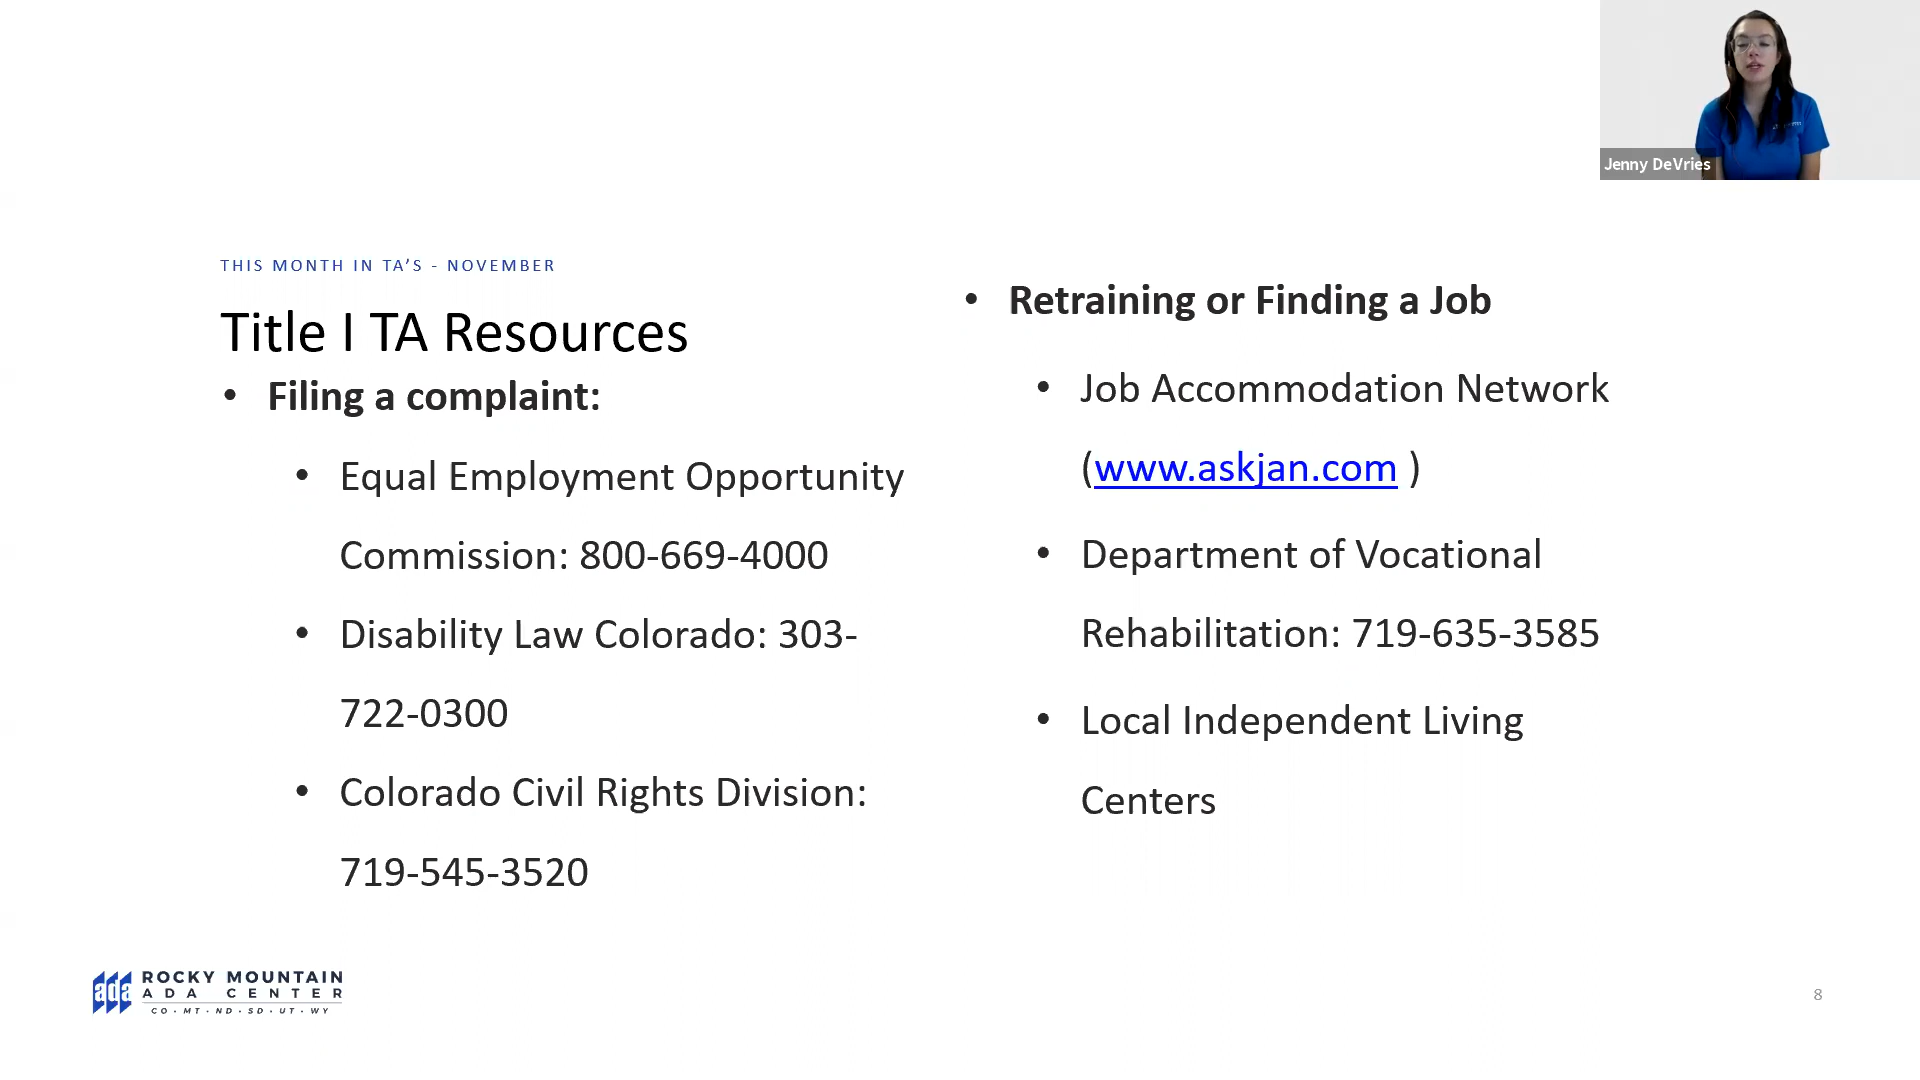 Jenny DeVries
THIS MONTH IN TA’S - NOVEMBER
Title I TA Resources
• Filing a complaint:
• Equal Employment Opportunity
Commission: 800-669-4000
• Disability Law Colorado: 303-
722-0300
• Colorado Civil Rights Division:
719-545-3520
• Retraining or Finding a Job
• Job Accommodation Network
(www.askjan.com )
• Department of Vocational
Rehabilitation: 719-635-3585
• Local Independent Living
Centers
ada
ROCKY MOUNTAIN
ADA CENTER
CO · MT · ND · SD · UT · WY
8